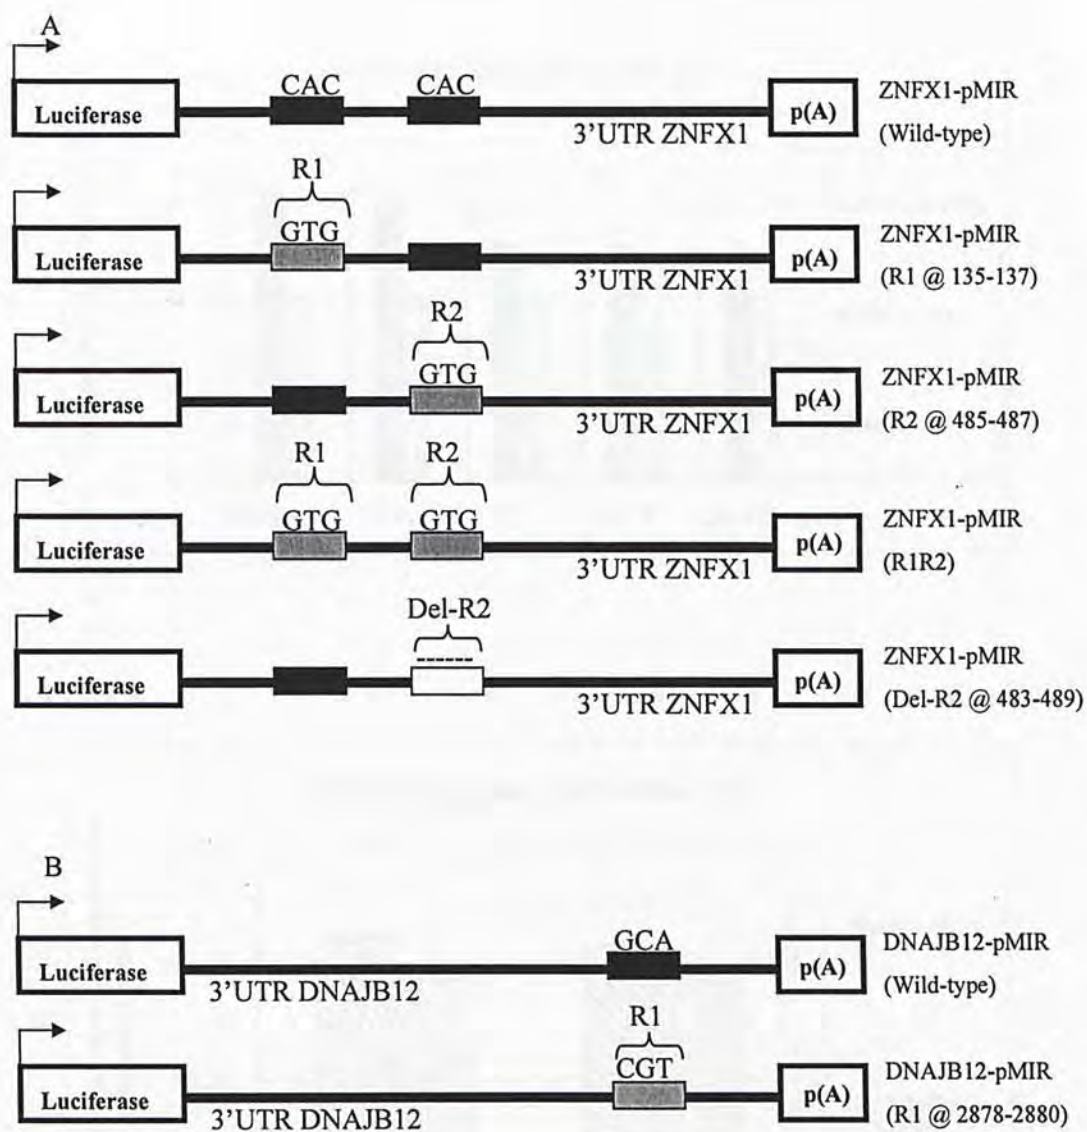 A
CAC CAC
Luciferase 3'UTR ZNFX1 p(A) ZNFX1-pMIR
(Wild-type)
R1
GTG
Luciferase 3'UTR ZNFX1 p(A) ZNFX1-pMIR
(R1 @ 135-137)
R2
GTG
Luciferase 3'UTR ZNFX1 p(A) ZNFX1-pMIR
(R2 @ 485-487)
R1 R2
GTG GTG
Luciferase 3'UTR ZNFX1 p(A) ZNFX1-pMIR
(R1R2)
Del-R2
Luciferase 3'UTR ZNFX1 p(A) ZNFX1-pMIR
(Del-R2 @ 483-489)
B
GCA
Luciferase 3'UTR DNAJB12 p(A) DNAJB12-pMIR
(Wild-type)
R1
CGT
Luciferase 3'UTR DNAJB12 p(A) DNAJB12-pMIR
(R1 @ 2878-2880)